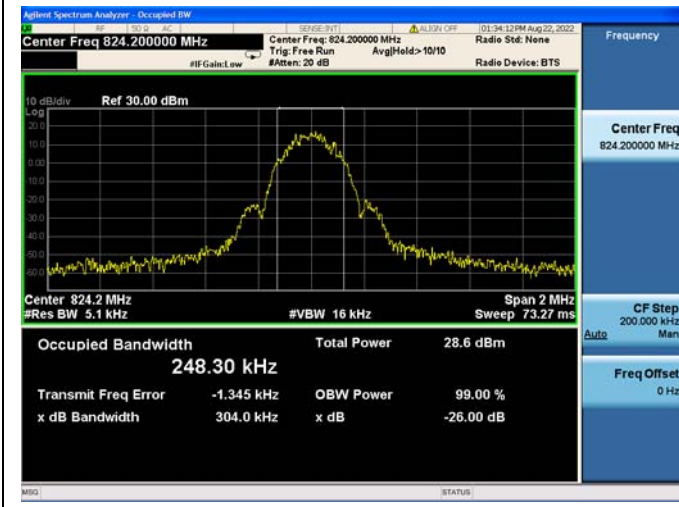 Agilent Spectrum Analyzer - Occupied BW
RF 50 Ω AC SENSE:INT ALIGN OFF 01:34:12 PM Aug 22, 2022
Center Freq 824.200000 MHz Center Freq: 824.200000 MHz Radio Std: None
Trig: Free Run Avg|Hold:>10/10
#IFGain:Low #Atten: 20 dB Radio Device: BTS
Frequency
10 dB/div Ref 30.00 dBm
Log
20.0
10.0
0.00
-10.0
-20.0
-30.0
-40.0
-50.0
-60.0
Center 824.2 MHz Span 2 MHz
#Res BW 5.1 kHz #VBW 16 kHz Sweep 73.27 ms
Occupied Bandwidth Total Power 28.6 dBm
248.30 kHz
Transmit Freq Error -1.345 kHz OBW Power 99.00 %
x dB Bandwidth 304.0 kHz x dB -26.00 dB
Center Freq
824.200000 MHz
CF Step
200.000 kHz
Auto Man
Freq Offset
0 Hz
MSG STATUS